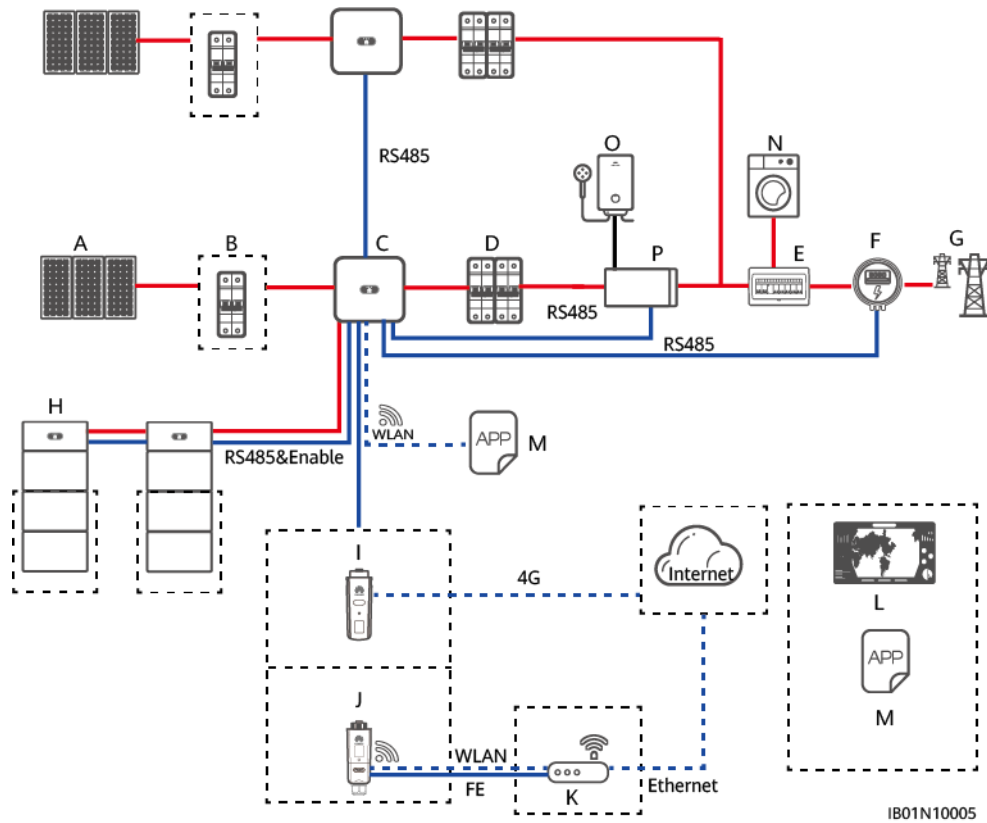 RS485
O
N
A
B
C
D
P
E
F
G
RS485
RS485
H
WLAN
APP
M
RS485&Enable
I
4G
Internet
L
APP
M
J
WLAN
FE
K
Ethernet
IB01N10005